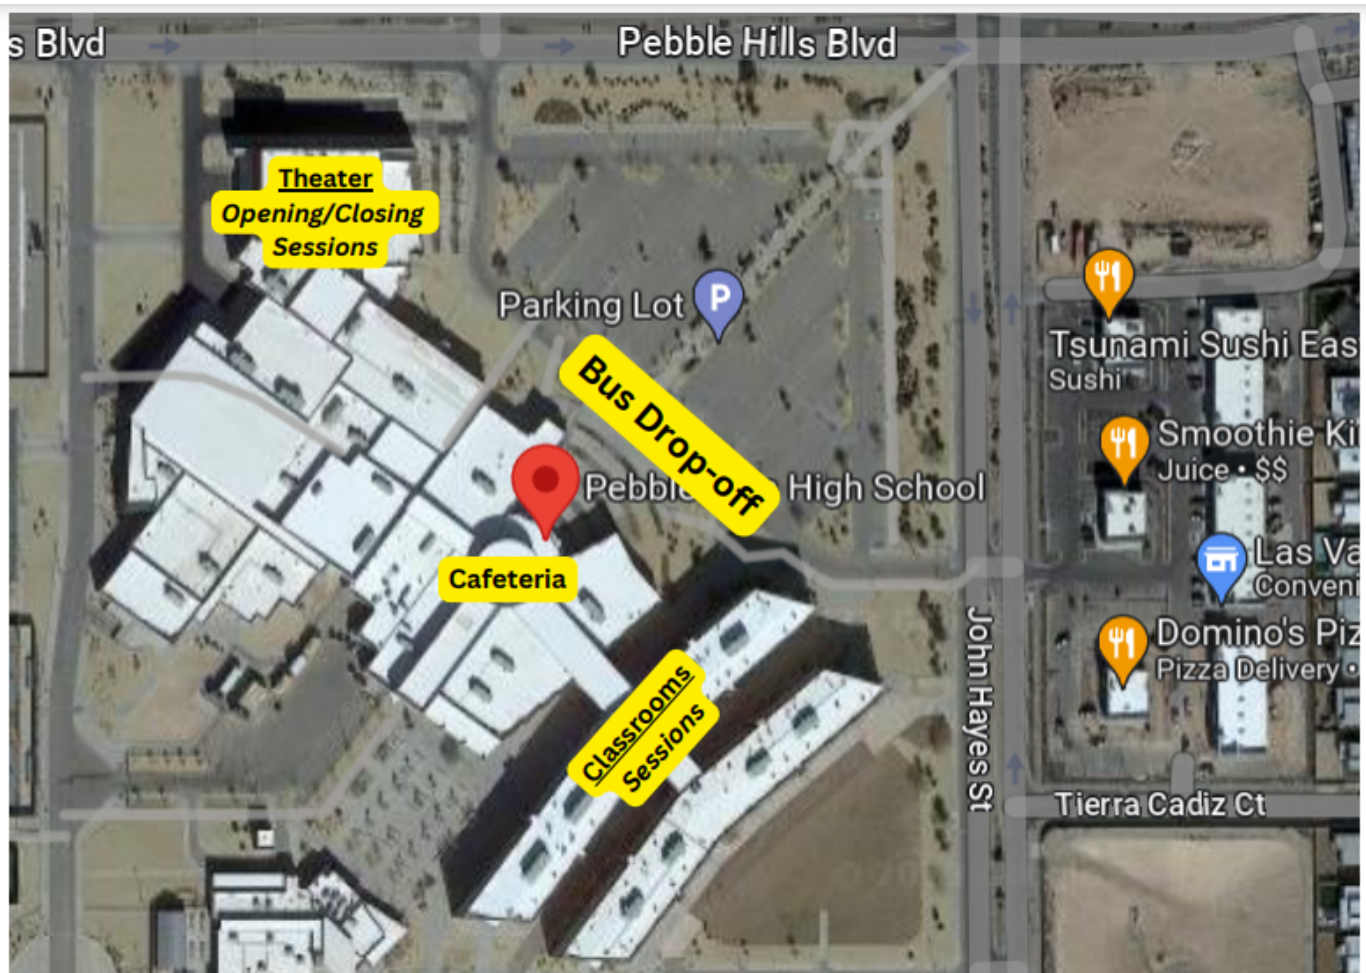 s Blvd
Pebble Hills Blvd
Theater
Opening/Closing
Sessions
Parking Lot
P
Bus Drop-off
Tsunami Sushi Eas
Sushi
Smoothie Ki
Juice • $$
Pebble
High School
Las Va
Conveni
Cafeteria
Classrooms
Sessions
John Hayes St
Domino's Piz
Pizza Delivery •
Tierra Cadiz Ct